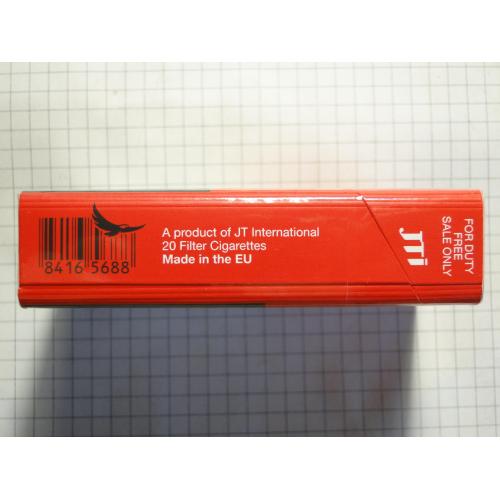 8416 5688
A product of JT International
20 Filter Cigarettes
Made in the EU
JTi
FOR DUTY
FREE
SALE ONLY